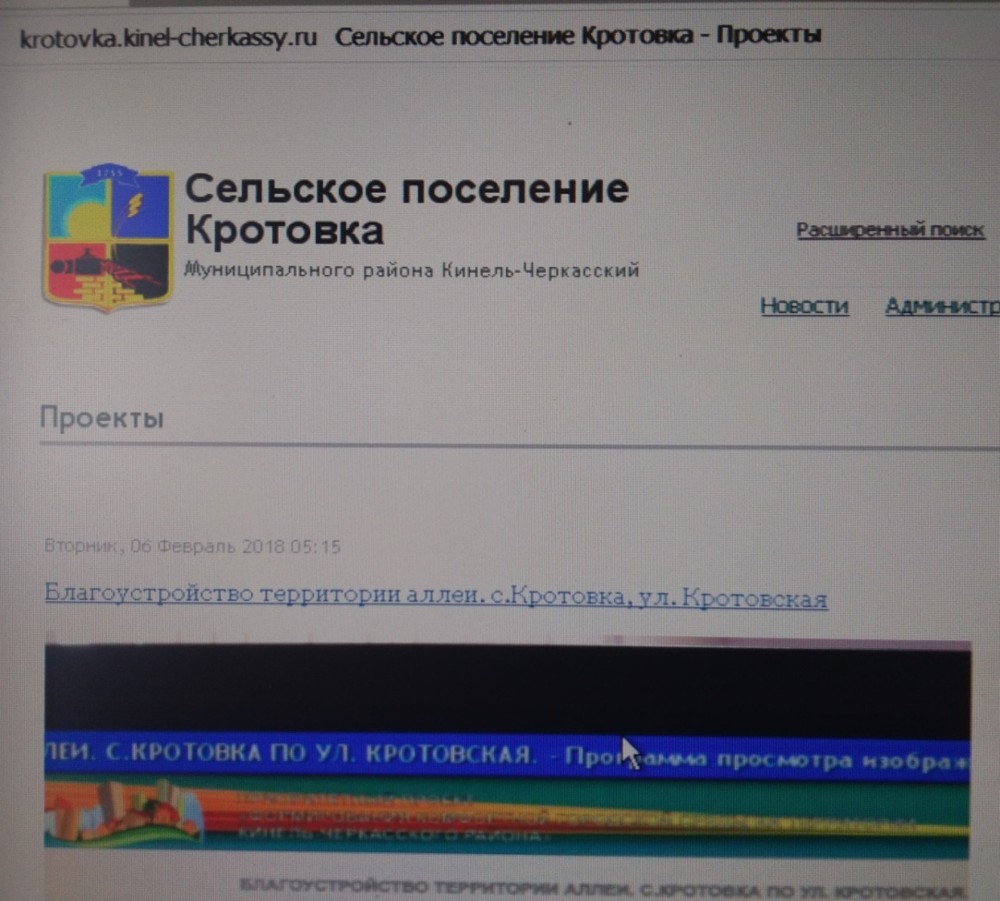 krotovka.kinel-cherkassy.ru Сельское поселение Кротовка - Проекты
1755
Сельское поселение
Кротовка
Муниципального района Кинель-Черкасский
Расширенный поиск
Новости Администр
Проекты
Вторник, 06 Февраль 2018 05:15
Благоустройство территории аллеи. с.Кротовка, ул. Кротовская
ЛЕИ. С.КРОТОВКА ПО УЛ. КРОТОВСКАЯ. - Программа просмотра изображ
КИНЕЛЬ ЧЕРКАССКОГО РАЙОНА
БЛАГОУСТРОЙСТВО ТЕРРИТОРИИ АЛЛЕИ. С.КРОТОВКА ПО УЛ. КРОТОВСКАЯ.